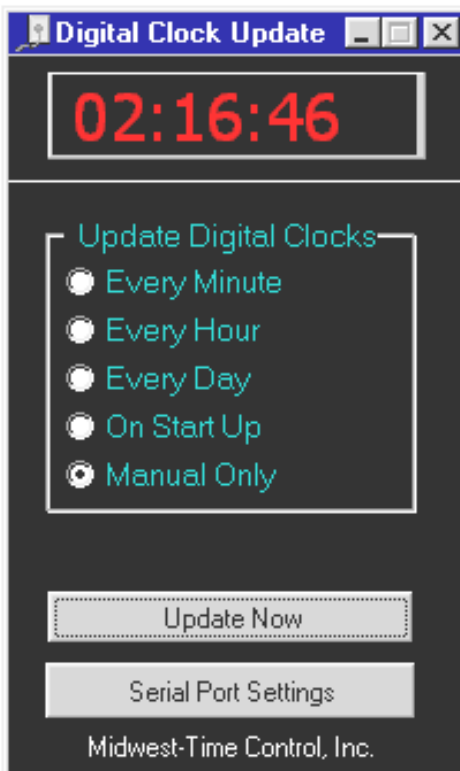 Digital Clock Update
02:16:46
Update Digital Clocks
Every Minute
Every Hour
Every Day
On Start Up
Manual Only
Update Now
Serial Port Settings
Midwest-Time Control, Inc.